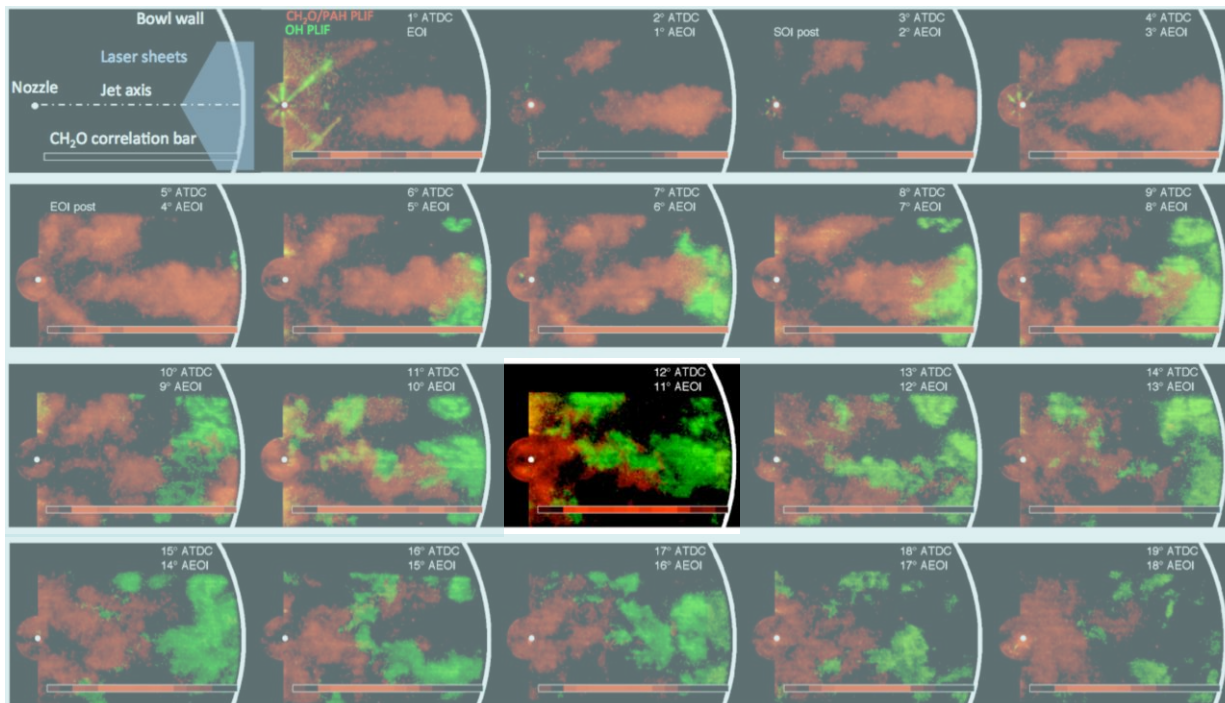 Bowl wall
Laser sheets
Nozzle
Jet axis
CH₂O correlation bar
CH₂O/PAH PLIF
OH PLIF
1° ATDC
EOI
2° ATDC
1° AEOI
3° ATDC
SOI post
2° AEOI
4° ATDC
3° AEOI
5° ATDC
EOI post
4° AEOI
6° ATDC
5° AEOI
7° ATDC
6° AEOI
8° ATDC
7° AEOI
9° ATDC
8° AEOI
10° ATDC
9° AEOI
11° ATDC
10° AEOI
12° ATDC
11° AEOI
13° ATDC
12° AEOI
14° ATDC
13° AEOI
15° ATDC
14° AEOI
16° ATDC
15° AEOI
17° ATDC
16° AEOI
18° ATDC
17° AEOI
19° ATDC
18° AEOI